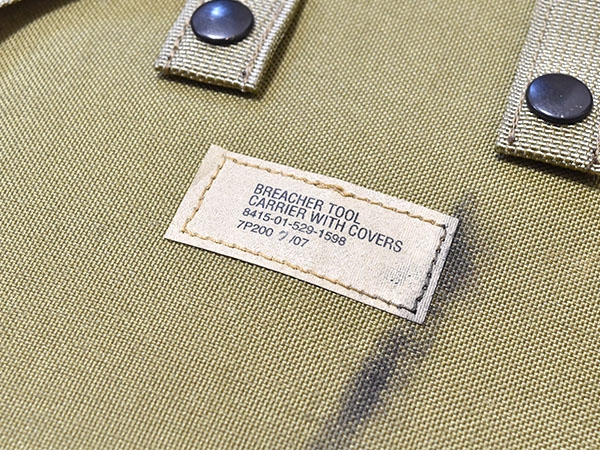 BREACHER TOOL
CARRIER WITH COVERS
8415-01-529-1598
7P200 7/07